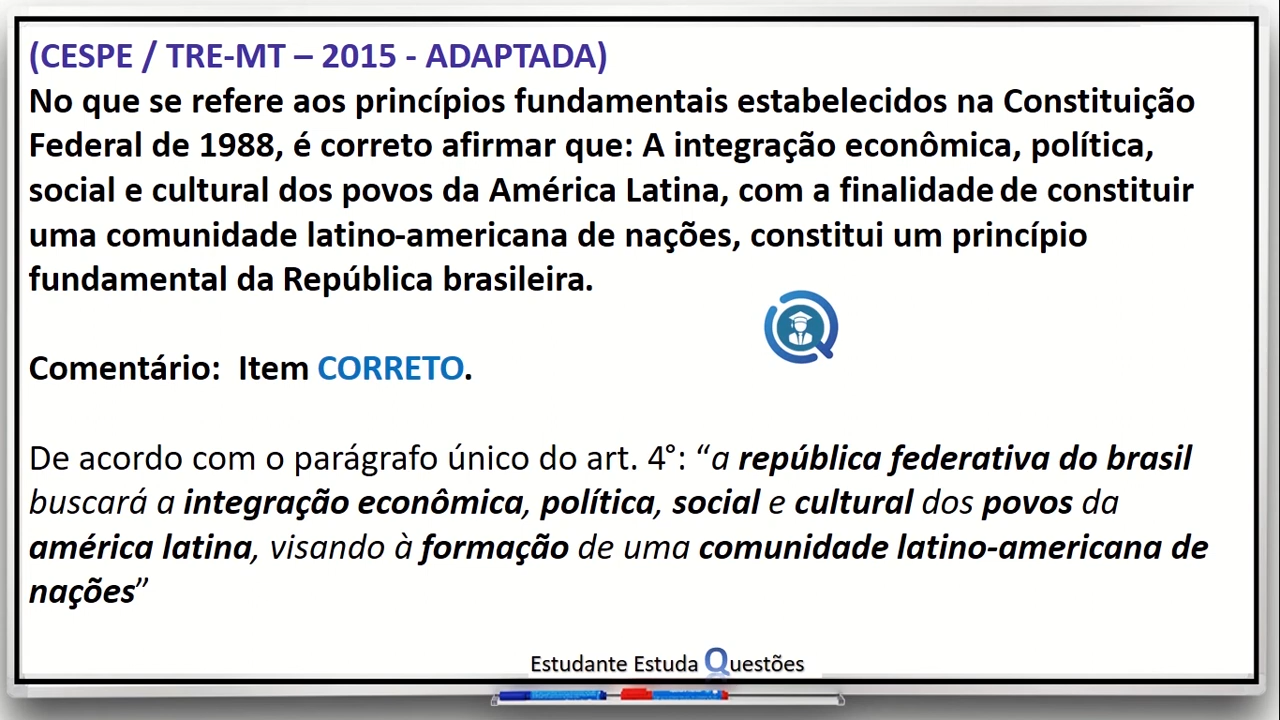 (CESPE / TRE-MT – 2015 - ADAPTADA)
No que se refere aos princípios fundamentais estabelecidos na Constituição
Federal de 1988, é correto afirmar que: A integração econômica, política,
social e cultural dos povos da América Latina, com a finalidade de constituir
uma comunidade latino-americana de nações, constitui um princípio
fundamental da República brasileira.
Comentário: Item CORRETO.
De acordo com o parágrafo único do art. 4°: “a república federativa do brasil
buscará a integração econômica, política, social e cultural dos povos da
américa latina, visando à formação de uma comunidade latino-americana de
nações”
Estudante Estuda Questões